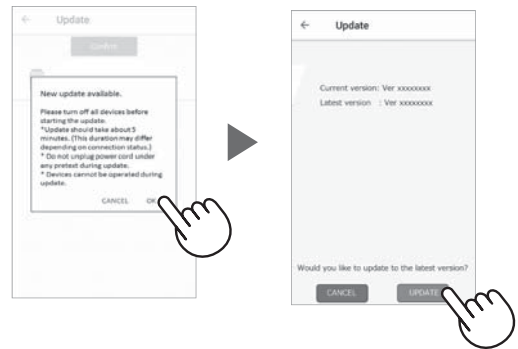 Update
Confirm
New update available.
Please turn off all devices before
starting the update.
*Update should take about 5
minutes. (This duration may differ
depending on connection status.)
* Do not unplug power cord under
any pretext during update.
* Devices cannot be operated during
update.
CANCEL OK
Update
Current version: Ver xxxxxxxx
Latest version : Ver xxxxxxxx
Would you like to update to the latest version?
CANCEL UPDATE